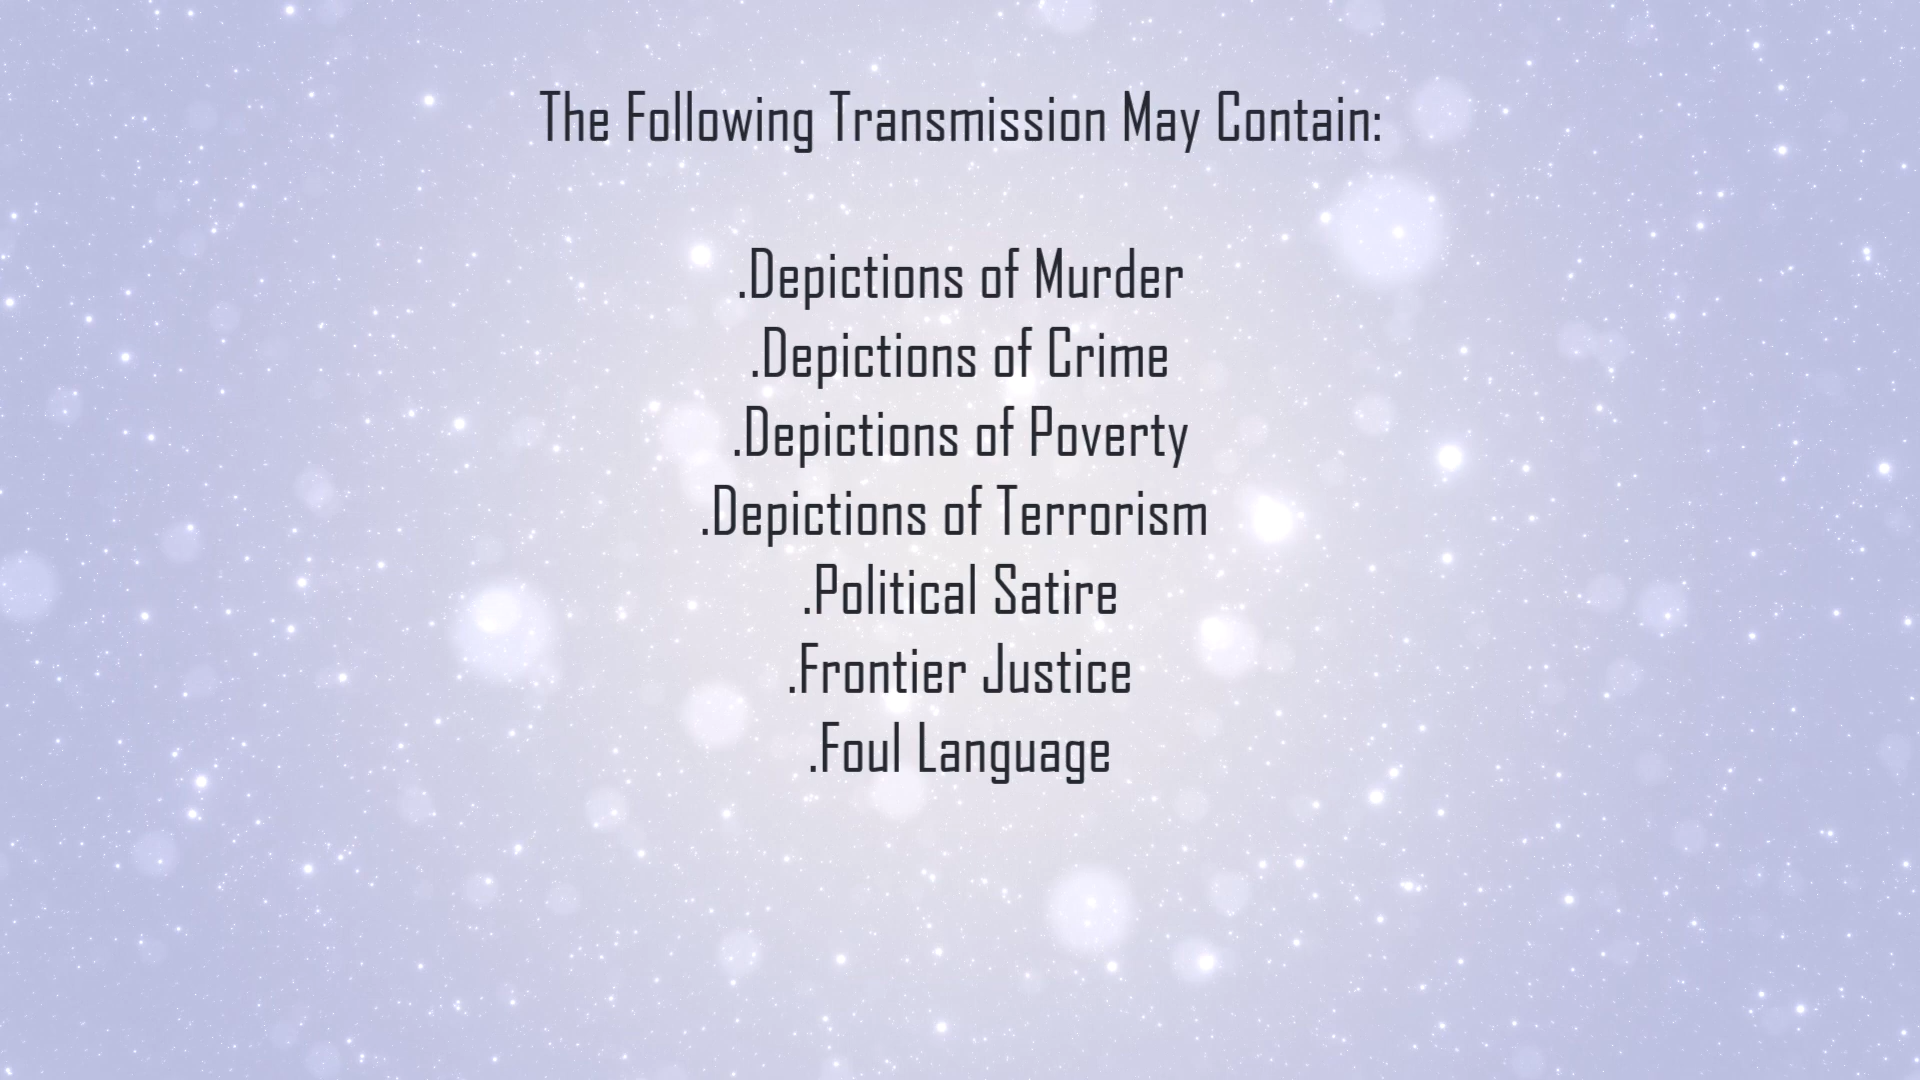 The Following Transmission May Contain:
.Depictions of Murder
.Depictions of Crime
.Depictions of Poverty
.Depictions of Terrorism
.Political Satire
.Frontier Justice
.Foul Language